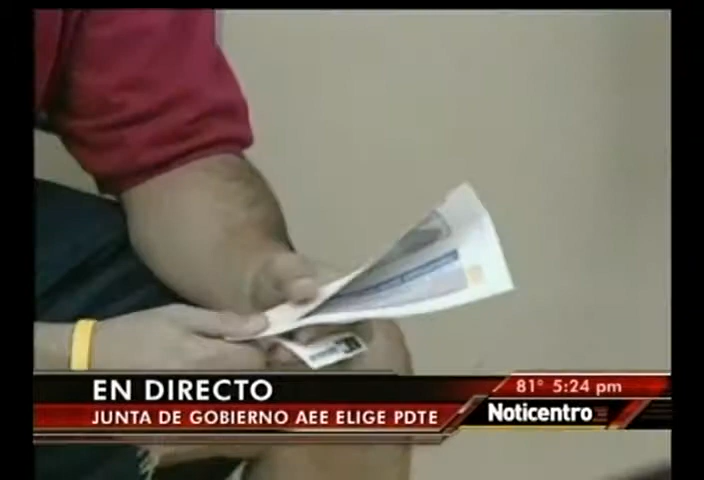 EN DIRECTO
81° 5:24 pm
JUNTA DE GOBIERNO AEE ELIGE PDTE
Noticentro